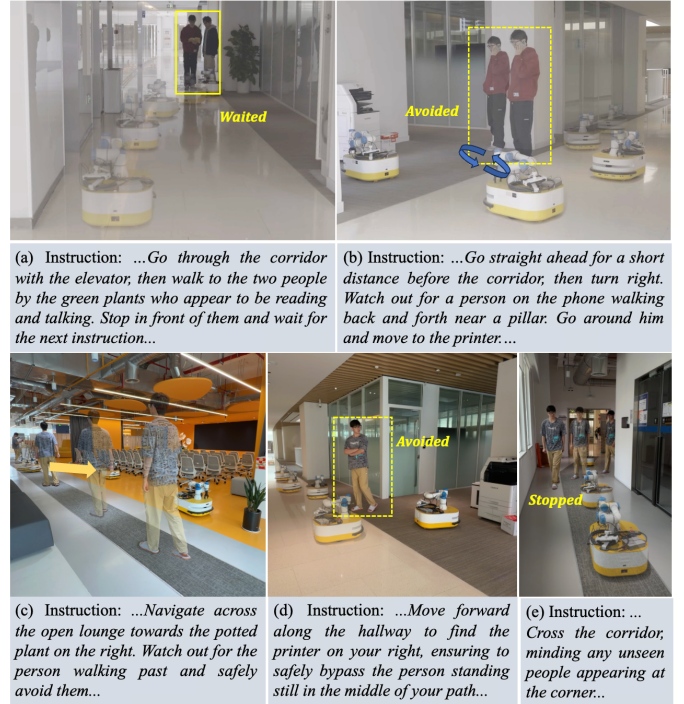 Waited
Avoided
(a) Instruction: ...Go through the corridor
with the elevator, then walk to the two people
by the green plants who appear to be reading
and talking. Stop in front of them and wait for
the next instruction...
(b) Instruction: ...Go straight ahead for a short
distance before the corridor, then turn right.
Watch out for a person on the phone walking
back and forth near a pillar. Go around him
and move to the printer....
Avoided
Stopped
(c) Instruction: ...Navigate across
the open lounge towards the potted
plant on the right. Watch out for the
person walking past and safely
avoid them...
(d) Instruction: ...Move forward
along the hallway to find the
printer on your right, ensuring to
safely bypass the person standing
still in the middle of your path...
(e) Instruction: ...
Cross the corridor,
minding any unseen
people appearing at
the corner...